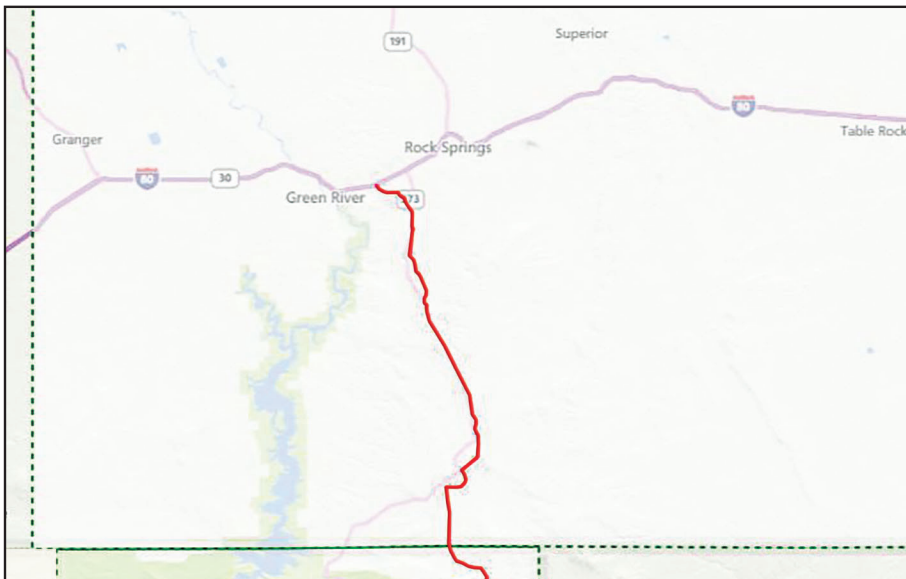 191
Superior
80
Table Rock
Granger
Rock Springs
80
30
Green River